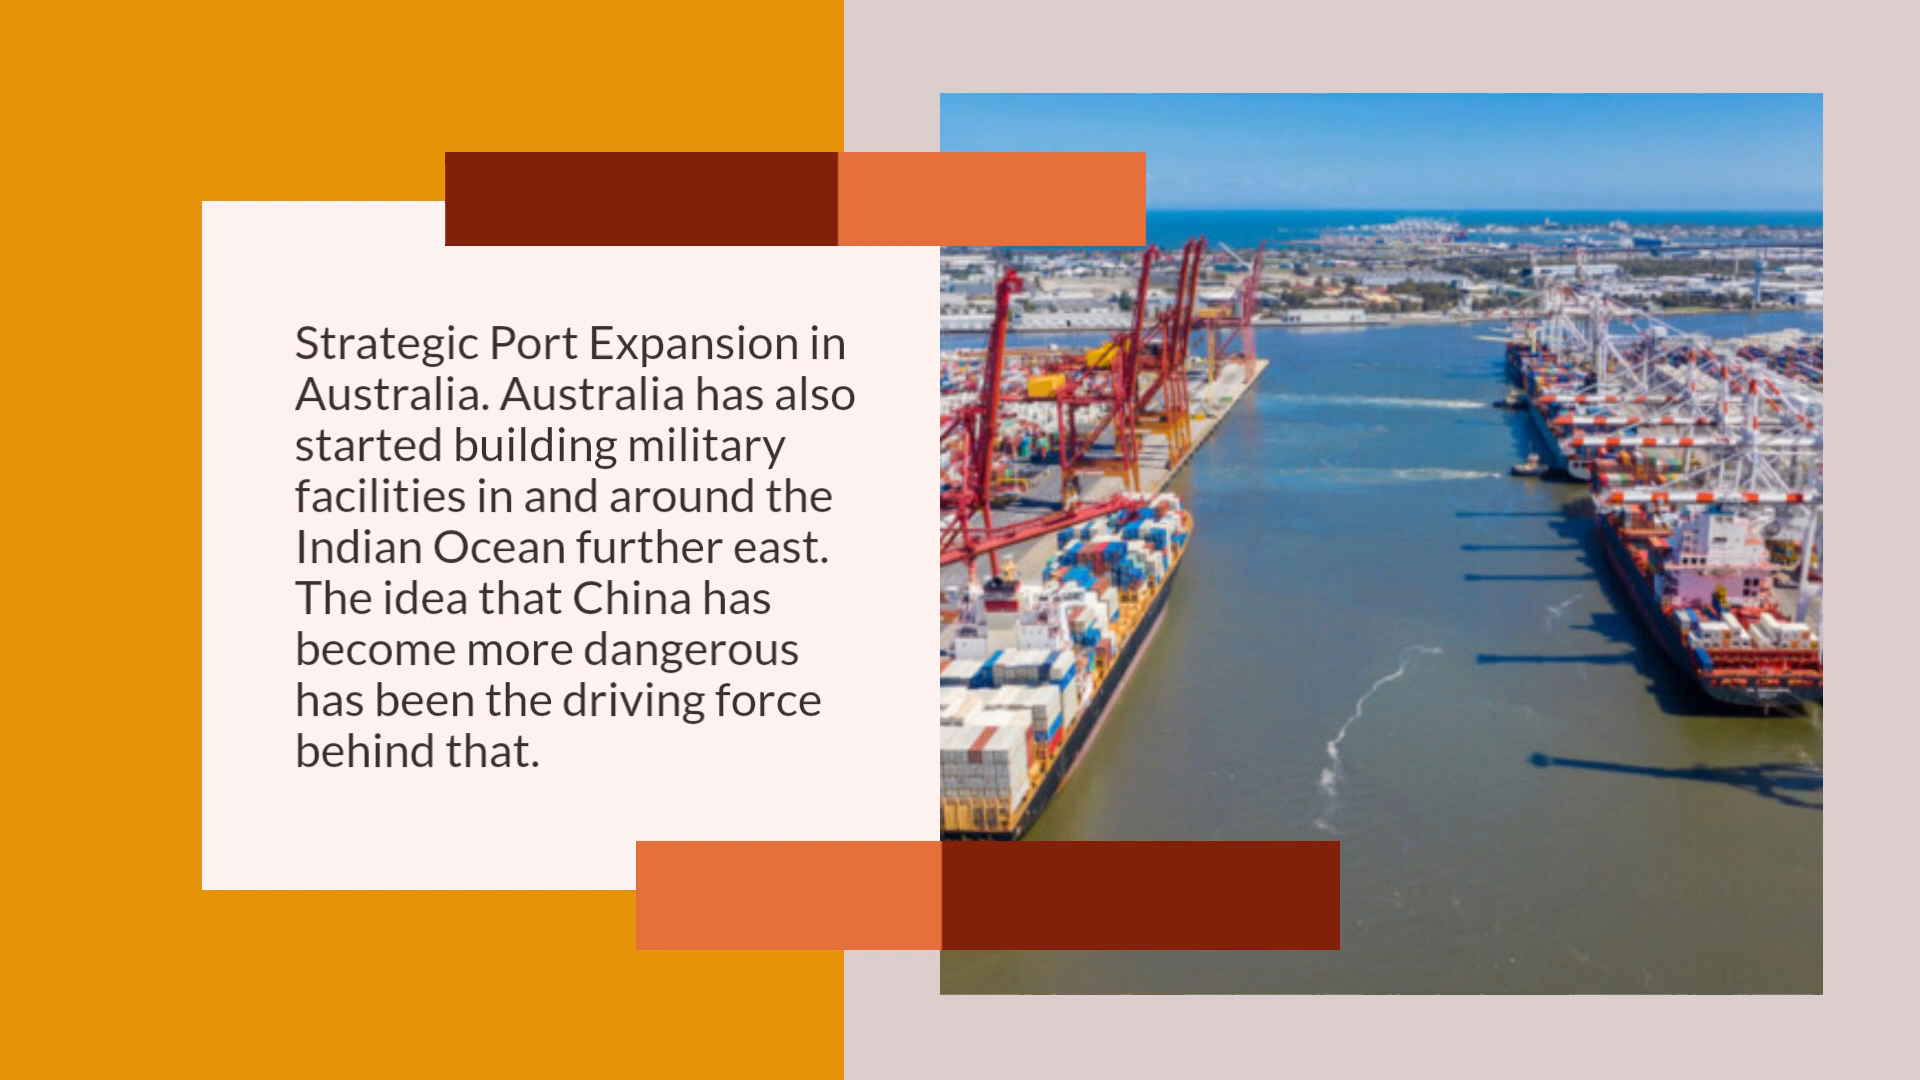 Strategic Port Expansion in
Australia. Australia has also
started building military
facilities in and around the
Indian Ocean further east.
The idea that China has
become more dangerous
has been the driving force
behind that.